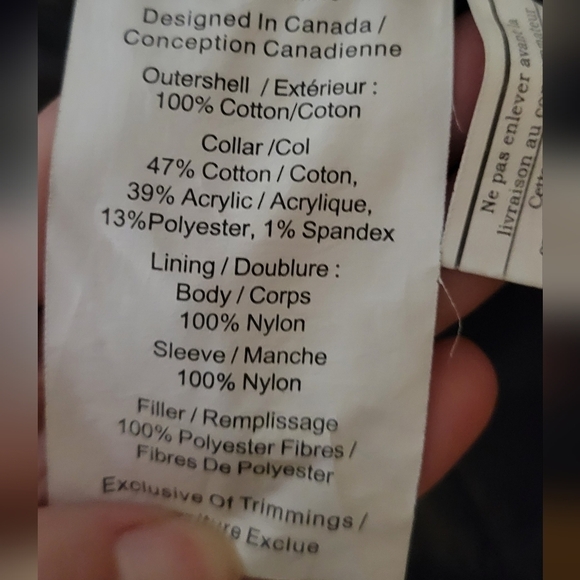 Designed In Canada /
Conception Canadienne
Outershell / Extérieur :
100% Cotton/Coton
Collar /Col
47% Cotton / Coton,
39% Acrylic / Acrylique,
13%Polyester, 1% Spandex
Lining / Doublure :
Body / Corps
100% Nylon
Sleeve / Manche
100% Nylon
Filler / Remplissage
100% Polyester Fibres /
Fibres De Polyester
Exclusive Of Trimmings /
Exclue
Ne pas enlever avant la
livraison au